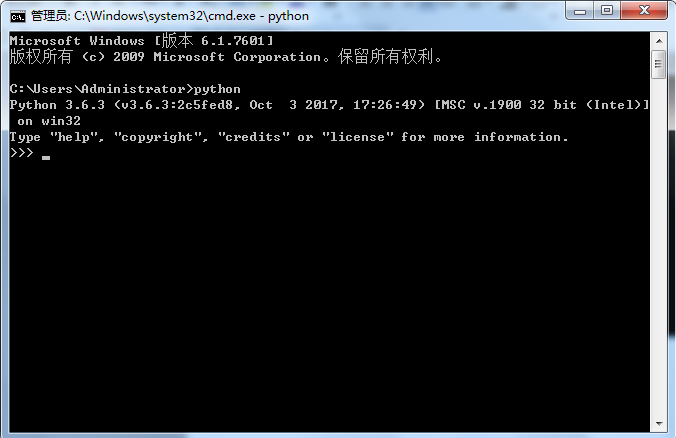 管理员: C:\Windows\system32\cmd.exe - python
Microsoft Windows [版本 6.1.7601]
版权所有 (c) 2009 Microsoft Corporation。保留所有权利。
C:\Users\Administrator>python
Python 3.6.3 (v3.6.3:2c5fed8, Oct  3 2017, 17:26:49) [MSC v.1900 32 bit (Intel)]
 on win32
Type "help", "copyright", "credits" or "license" for more information.
>>>